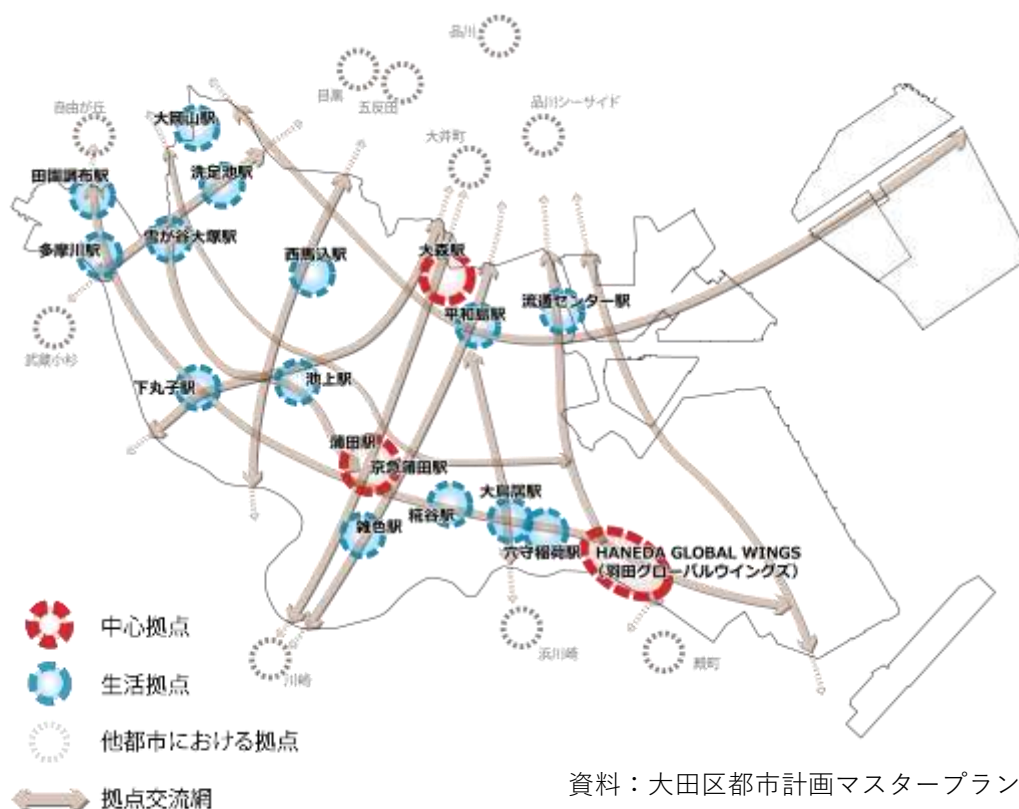 品川
目黒
五反田
品川シーサイド
自由が丘
大岡山駅
大井町
田園調布駅
洗足池駅
雪が谷大塚駅
多摩川駅
西馬込駅
大森駅
流通センター駅
平和島駅
武蔵小杉
下丸子駅
池上駅
蒲田駅
京急蒲田駅
大鳥居駅
糀谷駅
雑色駅
穴守稲荷駅
HANEDA GLOBAL WINGS
（羽田グローバルウイングズ）
中心拠点
浜川崎
殿町
川崎
生活拠点
他都市における拠点
拠点交流網
資料：大田区都市計画マスタープラン